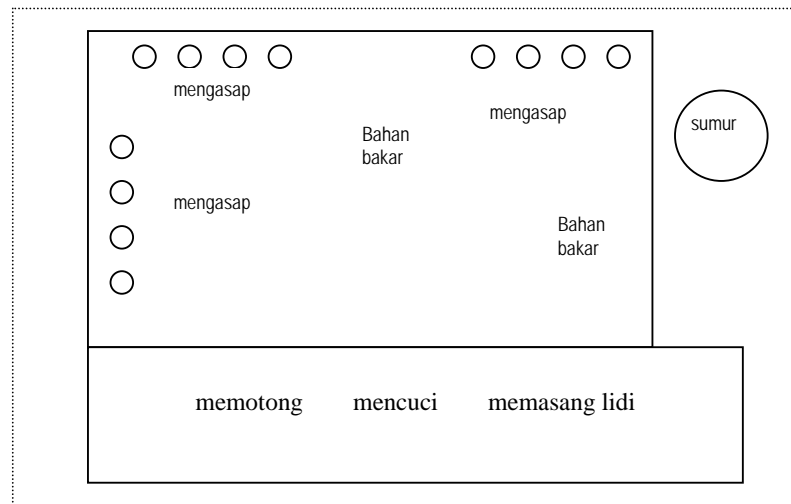 mengasap
mengasap
sumur
Bahan
bakar
mengasap
Bahan
bakar
memotong mencuci memasang lidi